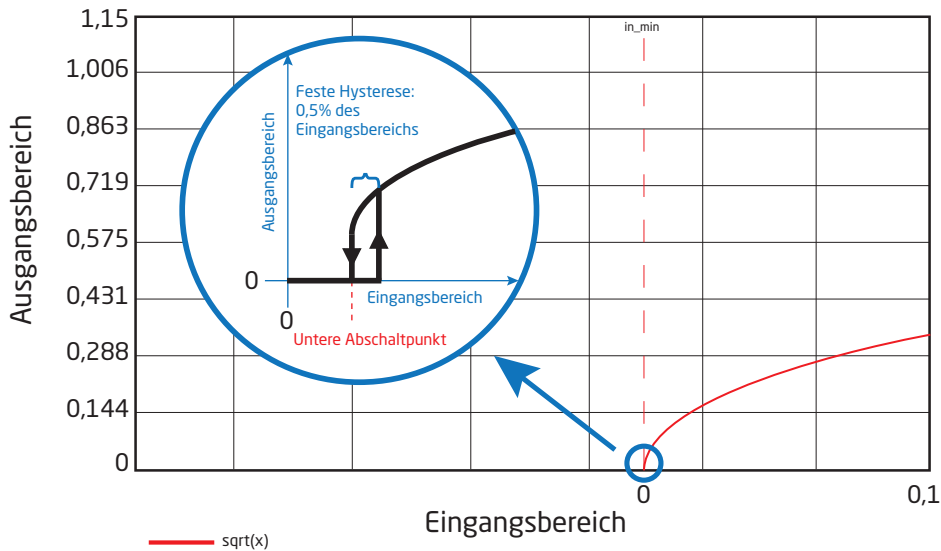 1,15
1,006
0,863
0,719
0,575
0,431
0,288
0,144
0
Ausgangsbereich
in_min
Feste Hysterese:
0,5% des
Eingangsbereichs
Ausgangsbereich
0
Eingangsbereich
0
Untere Abschaltpunkt
0
0,1
Eingangsbereich
sqrt(x)